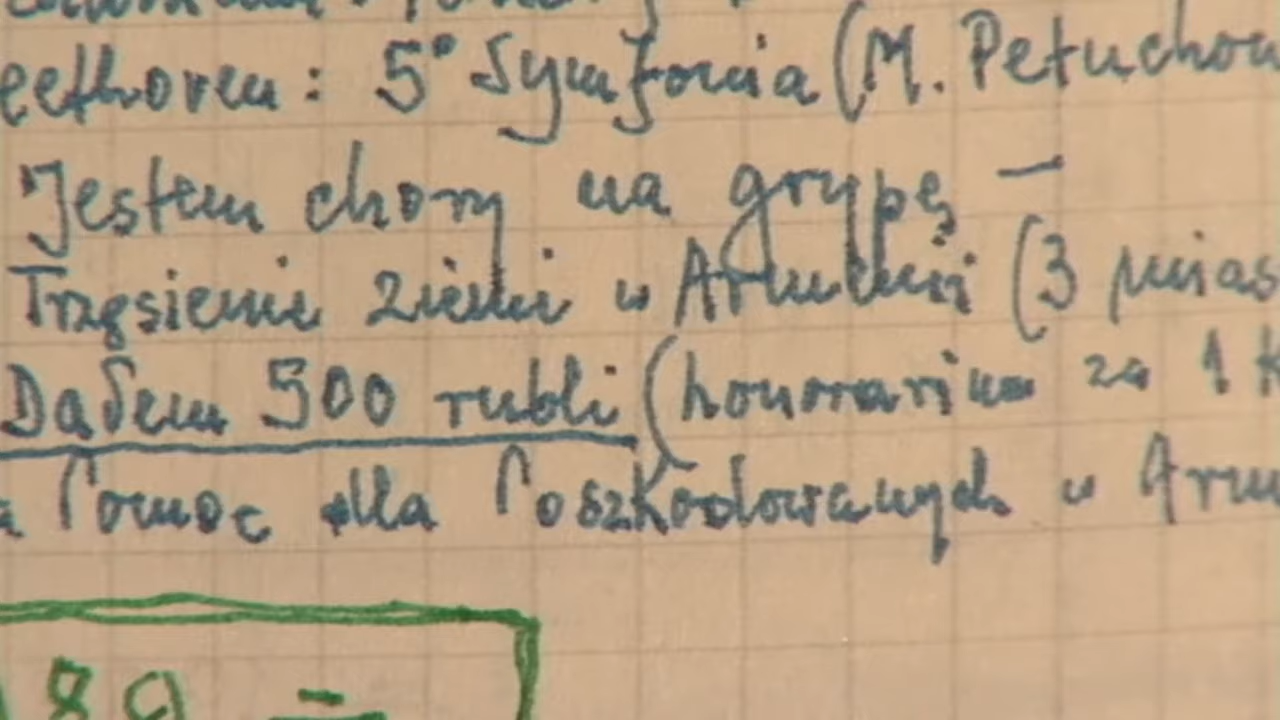 eethoven: 5° Symfonia (M. Petuchow
Jestem chory na grypę –
Trzęsienie ziemi w Armenii (3 mias
Dałem 500 rubli (honorarium za 1 k
a Pomoc dla Poszkodowanych w Arm
89 =